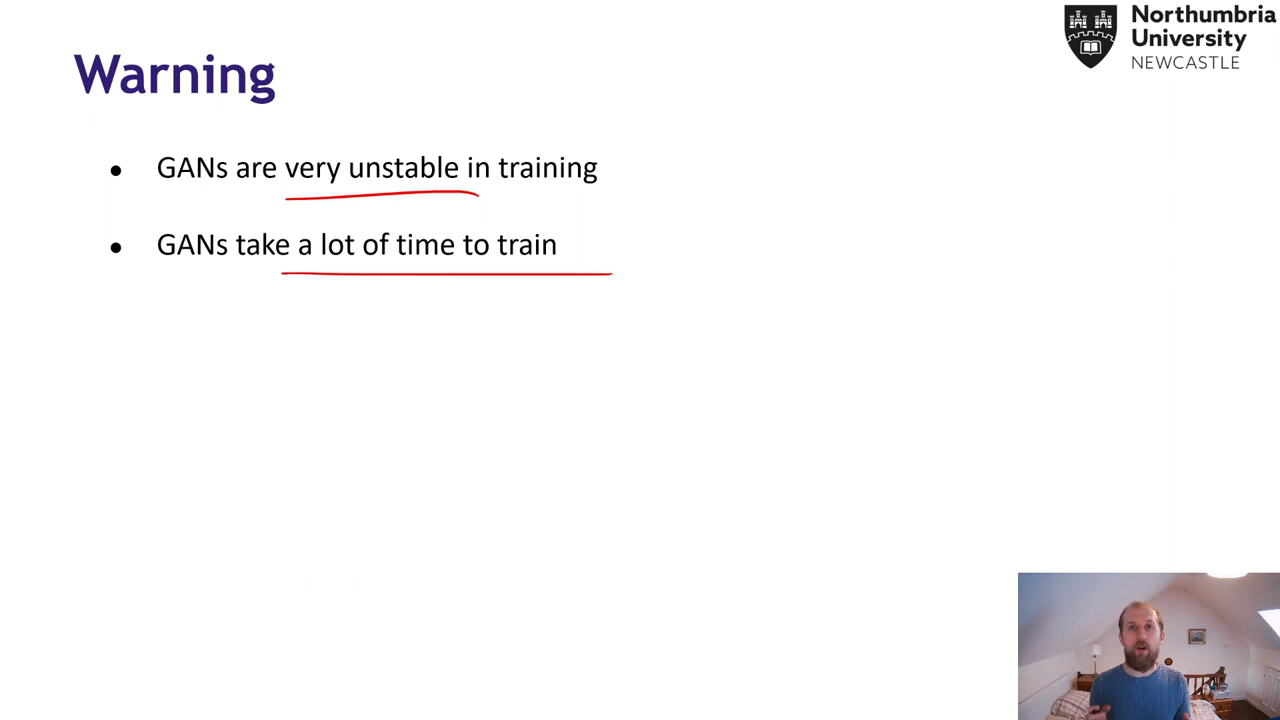 Northumbria
University
NEWCASTLE
Warning
• GANs are very unstable in training
• GANs take a lot of time to train